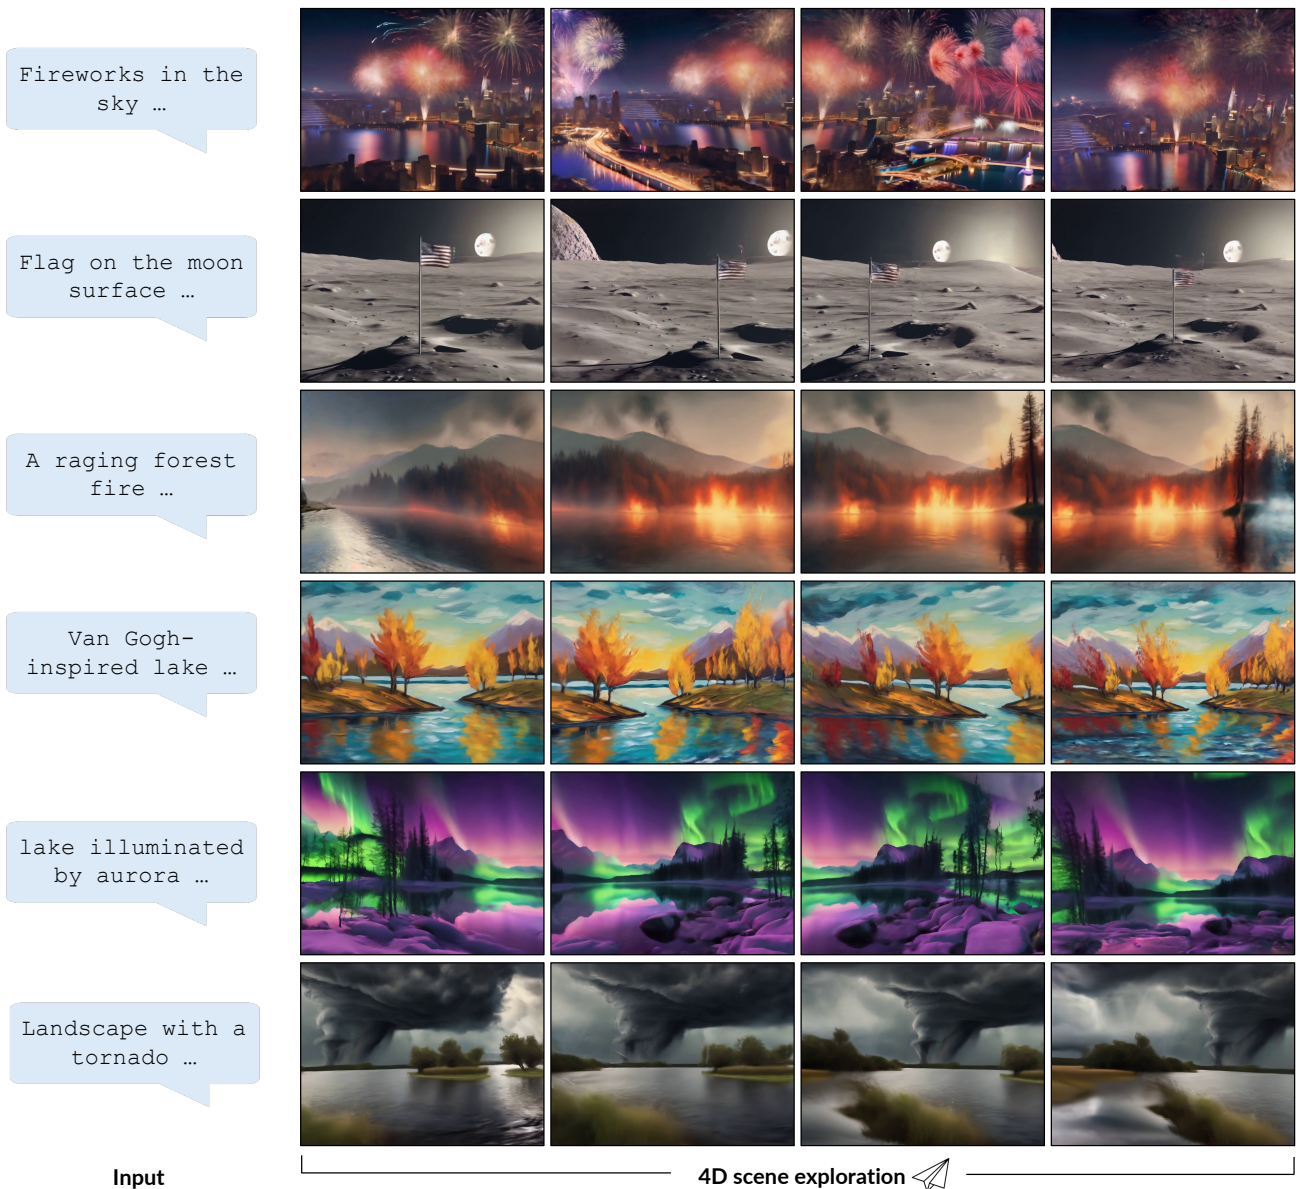 Fireworks in the
sky …
Flag on the moon
surface …
A raging forest
fire …
Van Gogh-
inspired lake …
lake illuminated
by aurora …
Landscape with a
tornado …
Input
4D scene exploration